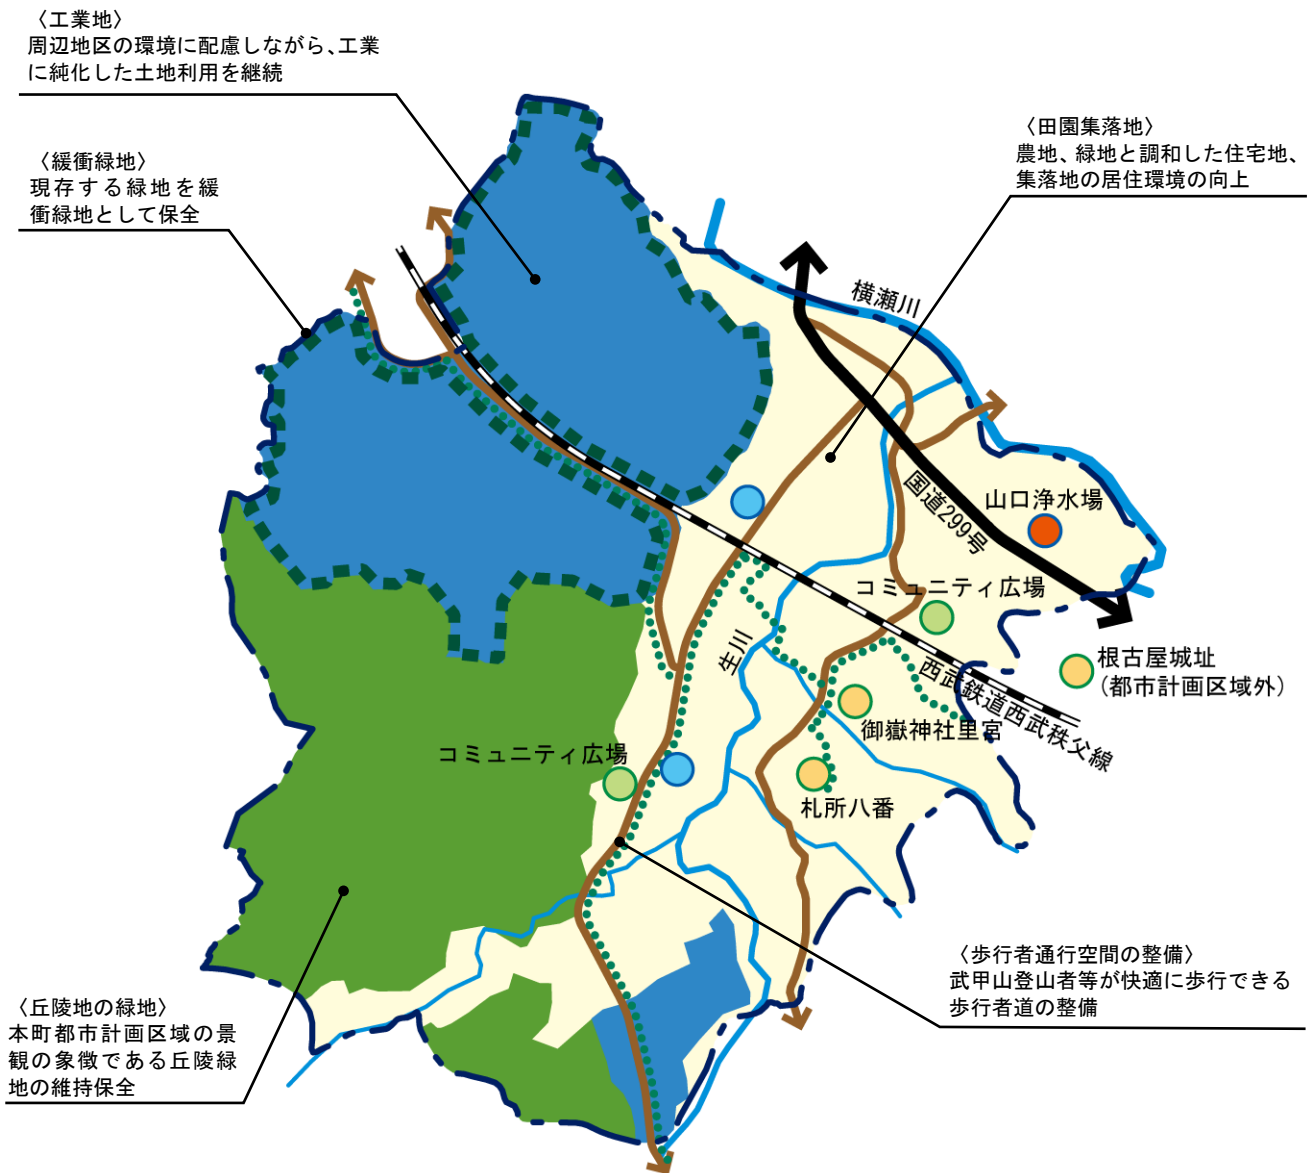 〈工業地〉
周辺地区の環境に配慮しながら、工業
に純化した土地利用を継続
〈緩衝緑地〉
現存する緑地を緩
衝緑地として保全
〈田園集落地〉
農地、緑地と調和した住宅地、
集落地の居住環境の向上
横瀬川
国道299号
山口浄水場
コミュニティ広場
生川
西武鉄道西武秩父線
根古屋城址
(都市計画区域外)
御嶽神社里宮
コミュニティ広場
札所八番
〈歩行者通行空間の整備〉
武甲山登山者等が快適に歩行できる
歩行者道の整備
〈丘陵地の緑地〉
本町都市計画区域の景
観の象徴である丘陵緑
地の維持保全